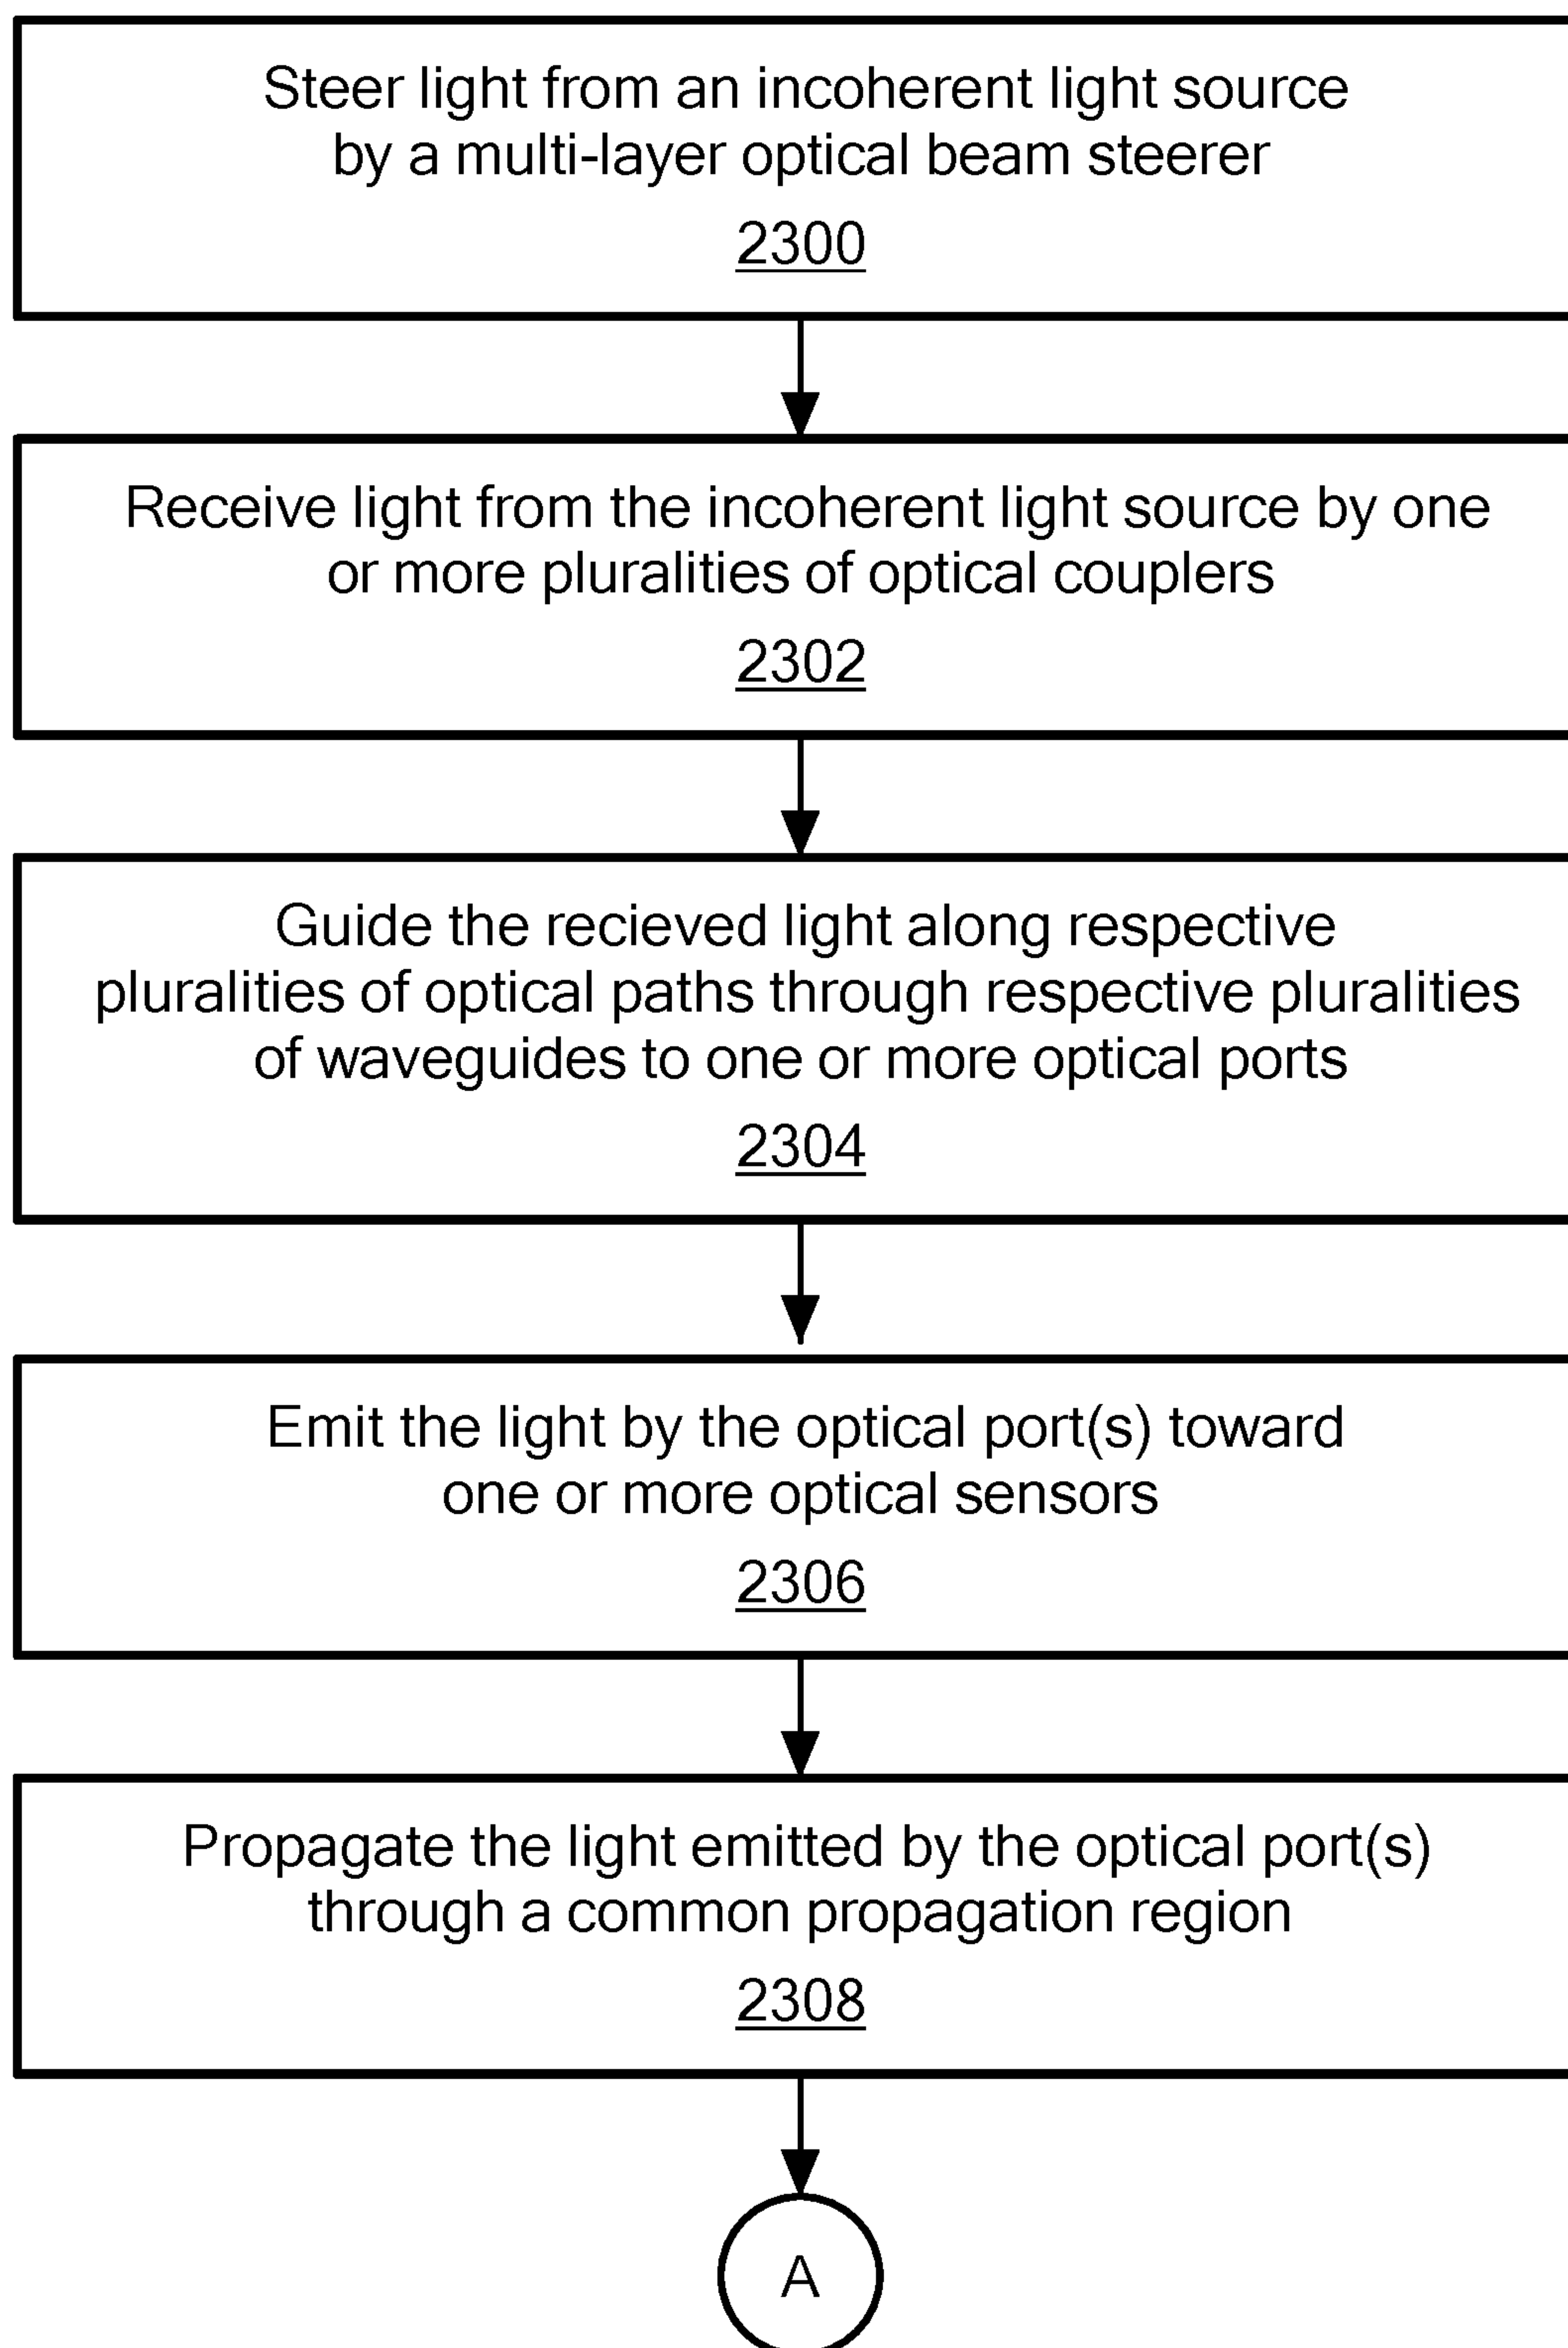 Steer light from an incoherent light source
by a multi-layer optical beam steerer
2300
Receive light from the incoherent light source by one
or more pluralities of optical couplers
2302
Guide the recieved light along respective
pluralities of optical paths through respective pluralities
of waveguides to one or more optical ports
2304
Emit the light by the optical port(s) toward
one or more optical sensors
2306
Propagate the light emitted by the optical port(s)
through a common propagation region
2308
A